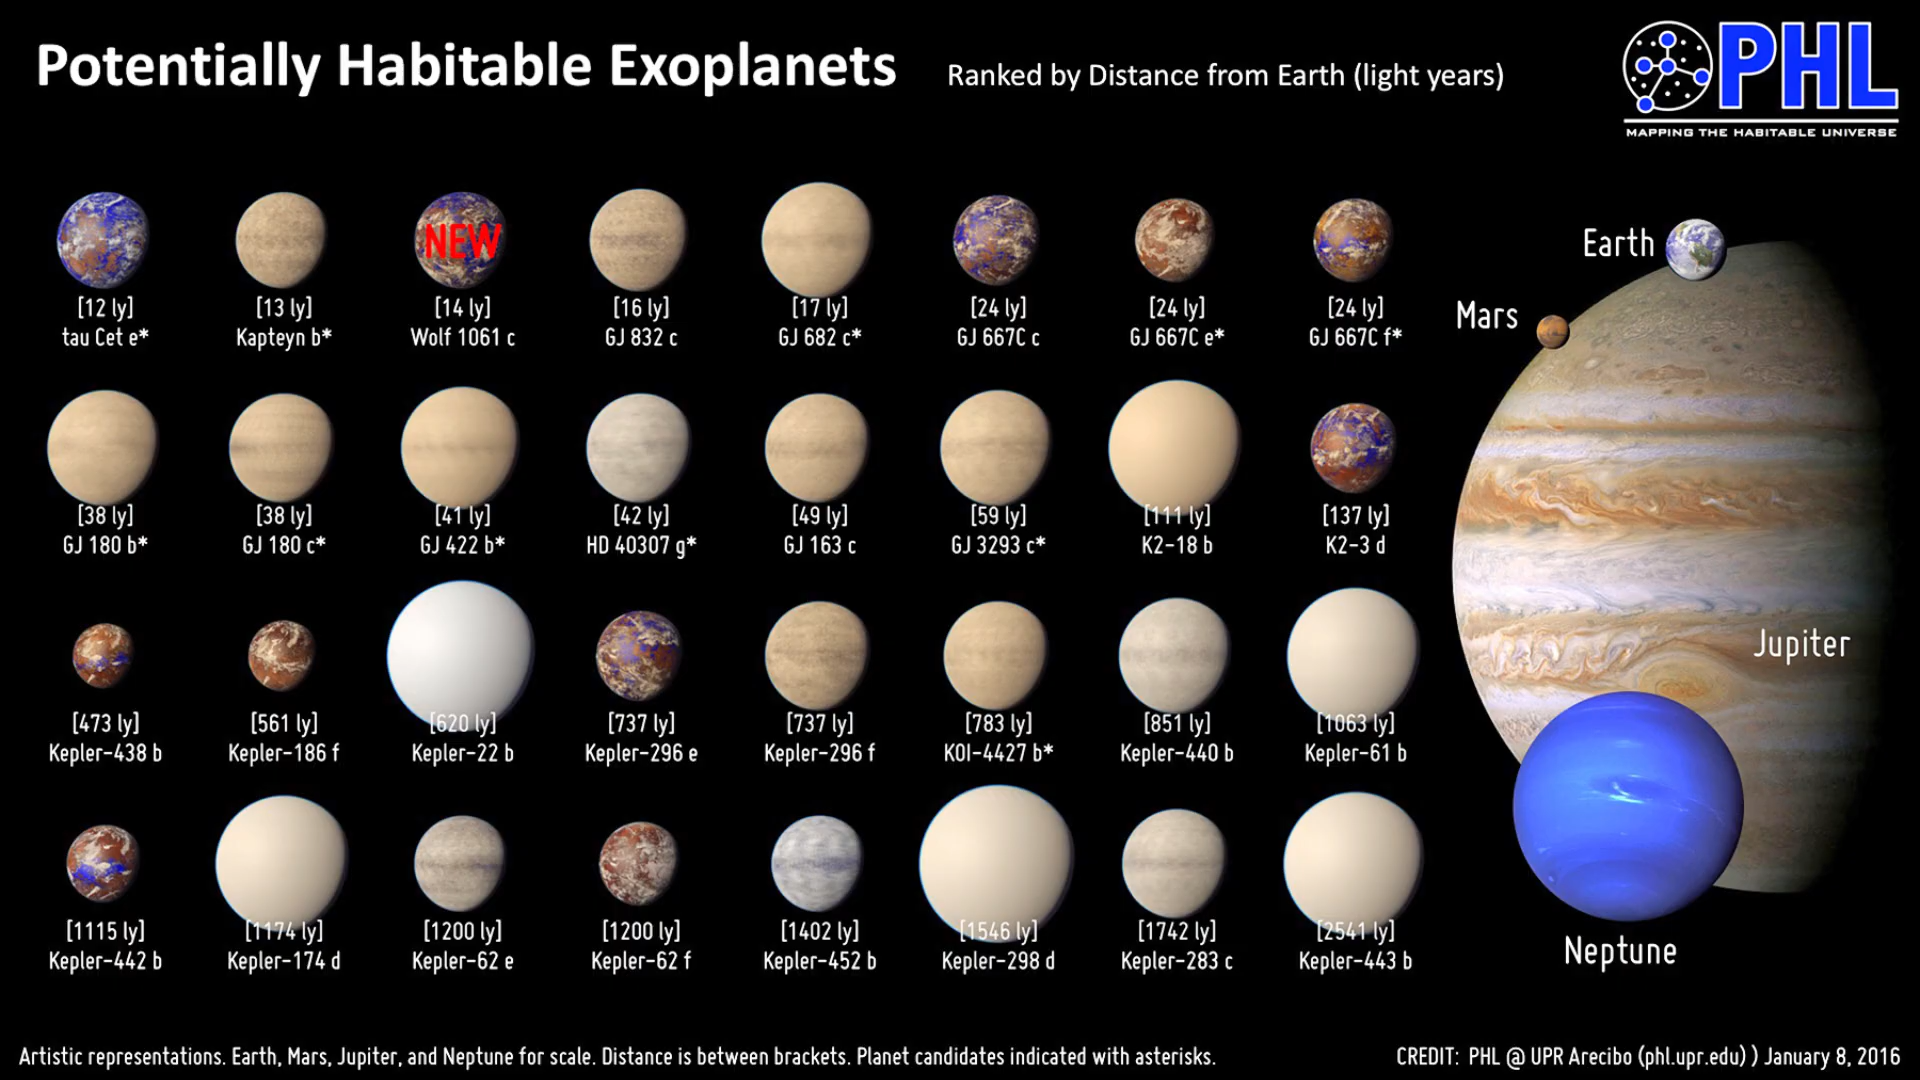 Potentially Habitable Exoplanets
Ranked by Distance from Earth (light years)
PHL
MAPPING THE HABITABLE UNIVERSE
[12 ly]
tau Cet e*
[13 ly]
Kapteyn b*
NEW
[14 ly]
Wolf 1061 c
[16 ly]
GJ 832 c
[17 ly]
GJ 682 c*
[24 ly]
GJ 667C c
[24 ly]
GJ 667C e*
[24 ly]
GJ 667C f*
Earth
Mars
[38 ly]
GJ 180 b*
[38 ly]
GJ 180 c*
[41 ly]
GJ 422 b*
[42 ly]
HD 40307 g*
[49 ly]
GJ 163 c
[59 ly]
GJ 3293 c*
[111 ly]
K2-18 b
[137 ly]
K2-3 d
[473 ly]
Kepler-438 b
[561 ly]
Kepler-186 f
[620 ly]
Kepler-22 b
[737 ly]
Kepler-296 e
[737 ly]
Kepler-296 f
[783 ly]
KOI-4427 b*
[851 ly]
Kepler-440 b
[1063 ly]
Kepler-61 b
Jupiter
[1115 ly]
Kepler-442 b
[1174 ly]
Kepler-174 d
[1200 ly]
Kepler-62 e
[1200 ly]
Kepler-62 f
[1402 ly]
Kepler-452 b
[1546 ly]
Kepler-298 d
[1742 ly]
Kepler-283 c
[2541 ly]
Kepler-443 b
Neptune
Artistic representations. Earth, Mars, Jupiter, and Neptune for scale. Distance is between brackets. Planet candidates indicated with asterisks.
CREDIT: PHL @ UPR Arecibo (phl.upr.edu) ) January 8, 2016